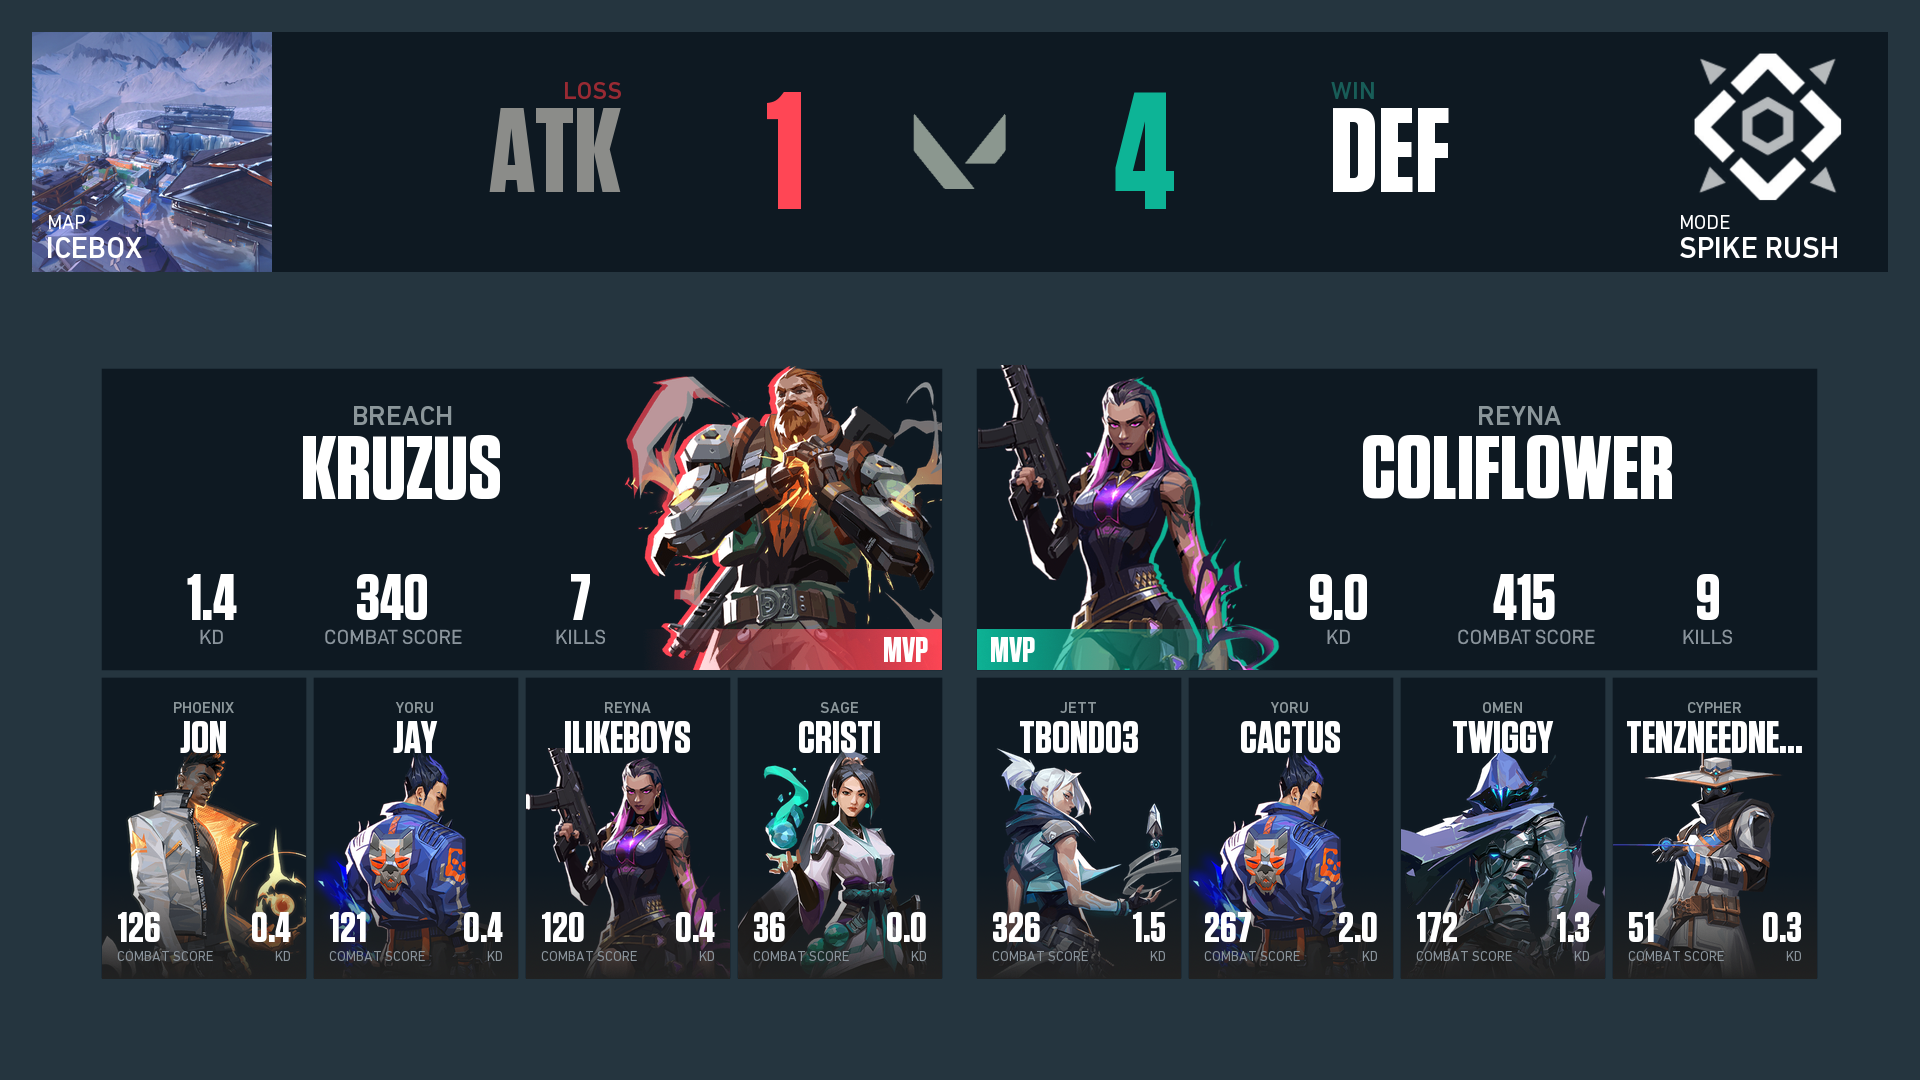 MAP
ICEBOX
LOSS
ATK
1
4
WIN
DEF
MODE
SPIKE RUSH
BREACH
KRUZUS
1.4
KD
340
COMBAT SCORE
7
KILLS
MVP
REYNA
COLIFLOWER
9.0
KD
415
COMBAT SCORE
9
KILLS
MVP
PHOENIX
JON
126
COMBAT SCORE
0.4
KD
YORU
JAY
121
COMBAT SCORE
0.4
KD
REYNA
ILIKEBOYS
120
COMBAT SCORE
0.4
KD
SAGE
CRISTI
36
COMBAT SCORE
0.0
KD
JETT
TBOND03
326
COMBAT SCORE
1.5
KD
YORU
CACTUS
267
COMBAT SCORE
2.0
KD
OMEN
TWIGGY
172
COMBAT SCORE
1.3
KD
CYPHER
TENZNEEDNE...
51
COMBAT SCORE
0.3
KD